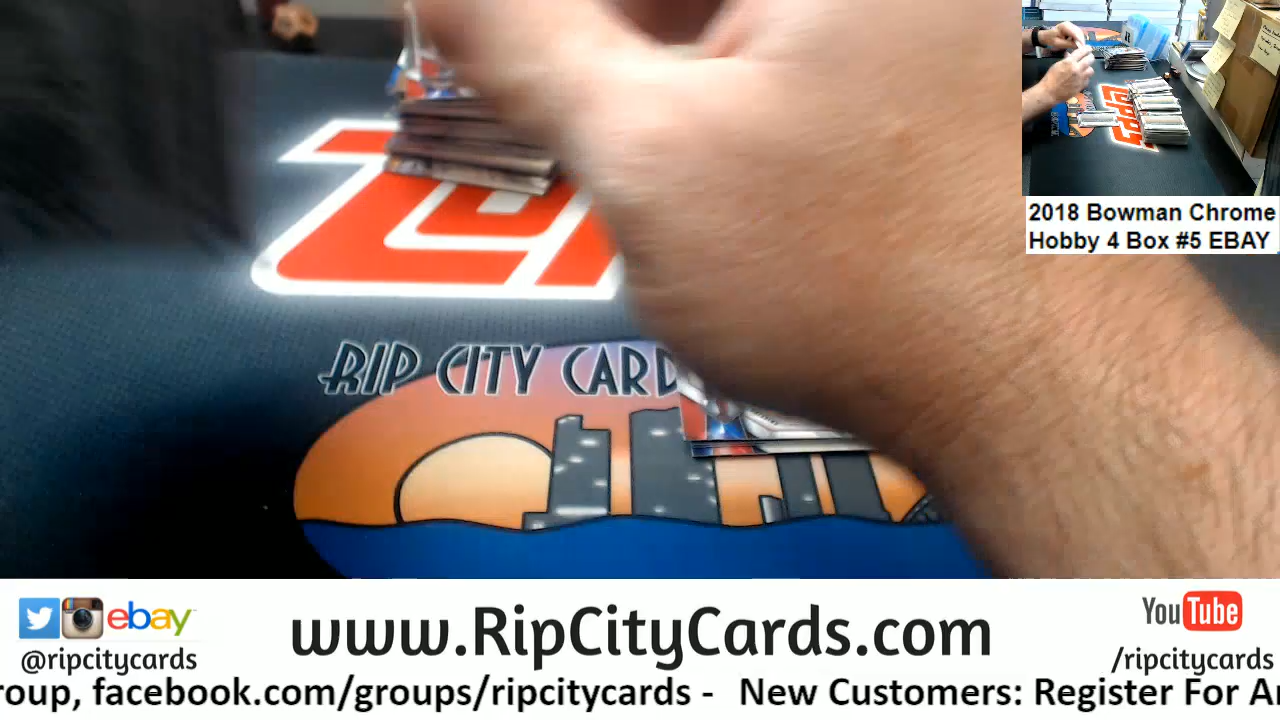 RIP CITY CARD
2018 Bowman Chrome
Hobby 4 Box #5 EBAY
ebay
@ripcitycards
www.RipCityCards.com
YouTube
/ripcitycards
roup, facebook.com/groups/ripcitycards - New Customers: Register For A